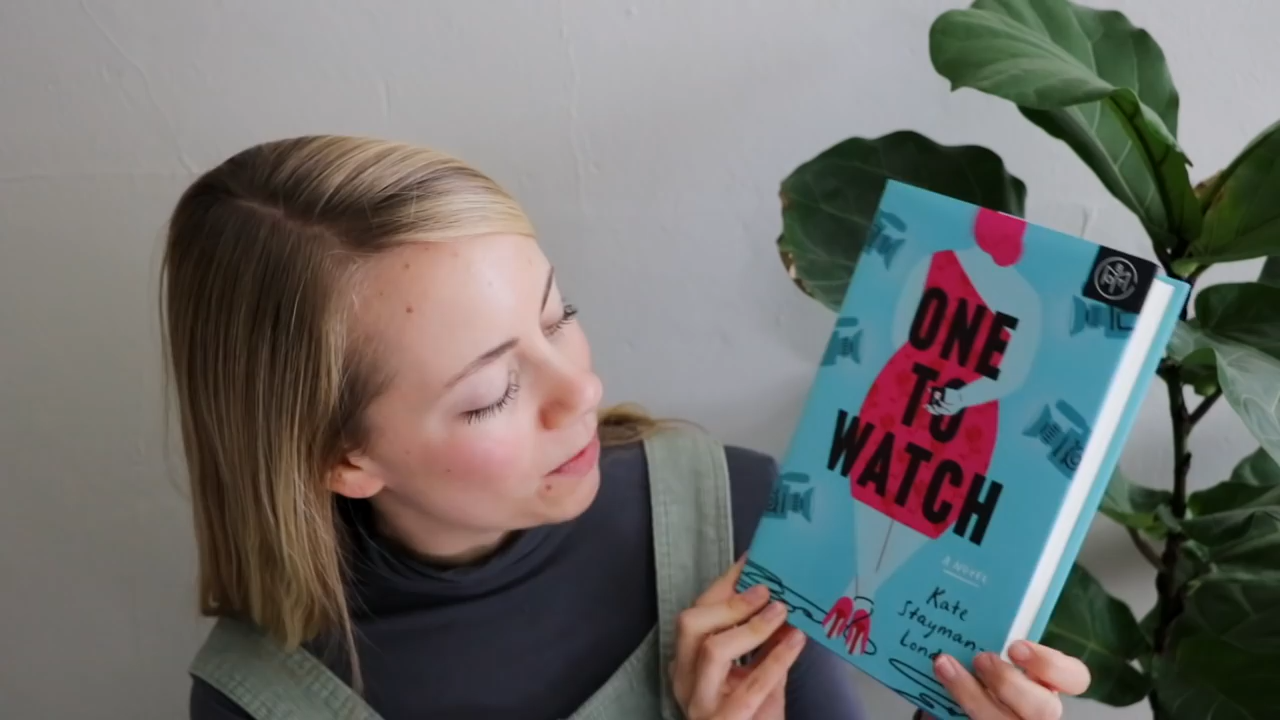 ONE
TO
WATCH
A NOVEL
Kate
Stayman-
Lond